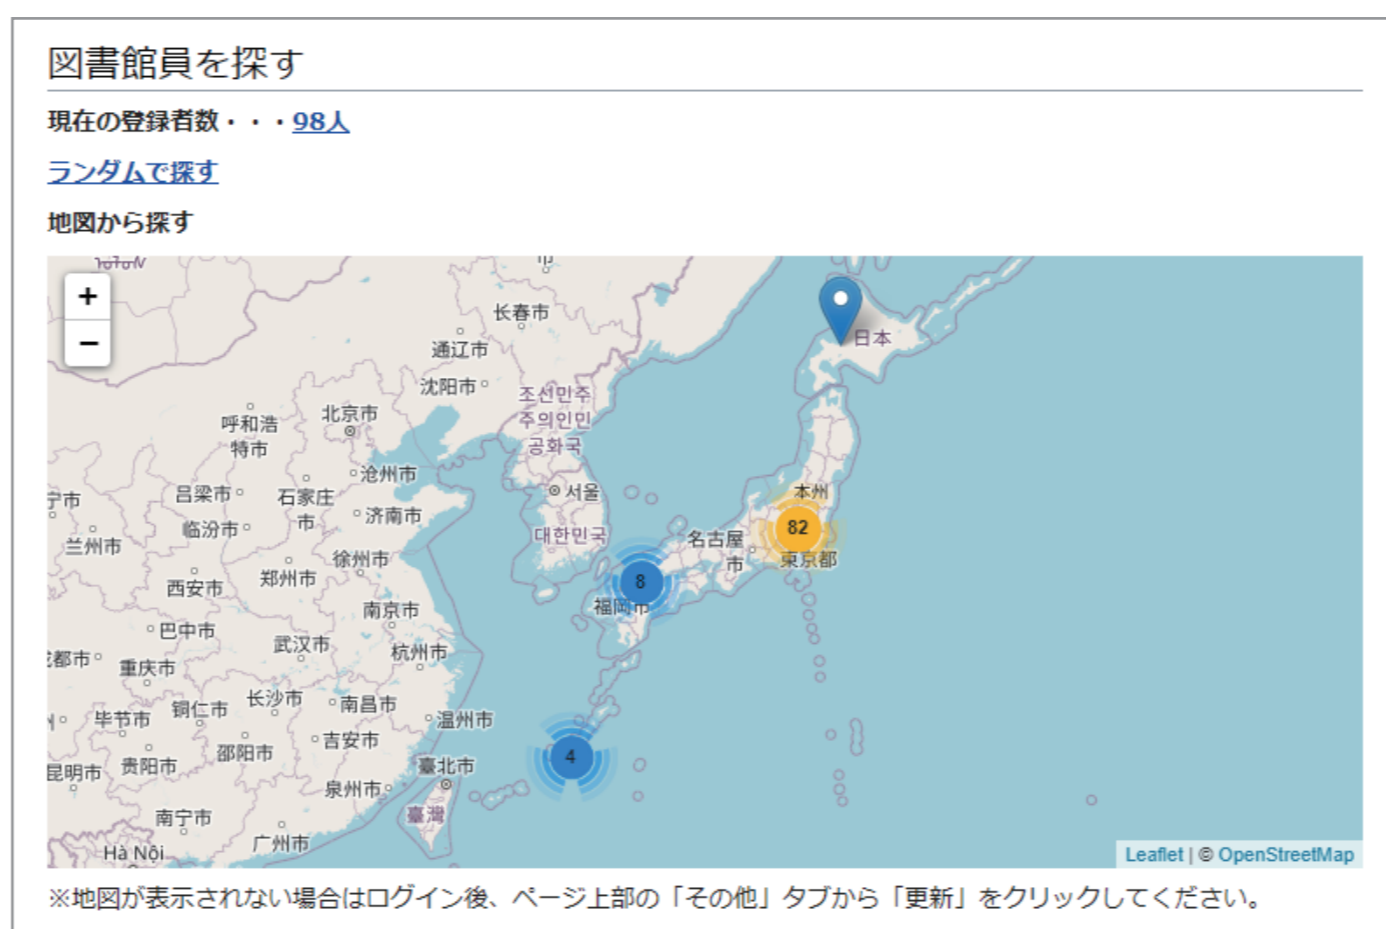 図書館員を探す
現在の登録者数・・・98人
ランダムで探す
地図から探す
+
−
长春市
通辽市
沈阳市
日本
조선민주
주의인민
공화국
呼和浩
特市
北京市
沧州市
宁市
吕梁市
石家庄
市
서울
本州
82
临汾市
济南市
대한민국
名古屋
市
東京都
兰州市
徐州市
西安市
郑州市
8
福岡市
南京市
巴中市
武汉市
杭州市
都市
重庆市
长沙市
南昌市
铜仁市
毕节市
温州市
吉安市
邵阳市
4
昆明市
贵阳市
臺北市
泉州市
南宁市
臺灣
广州市
Hà Nội
Leaflet | © OpenStreetMap
※地図が表示されない場合はログイン後、ページ上部の「その他」タブから「更新」をクリックしてください。